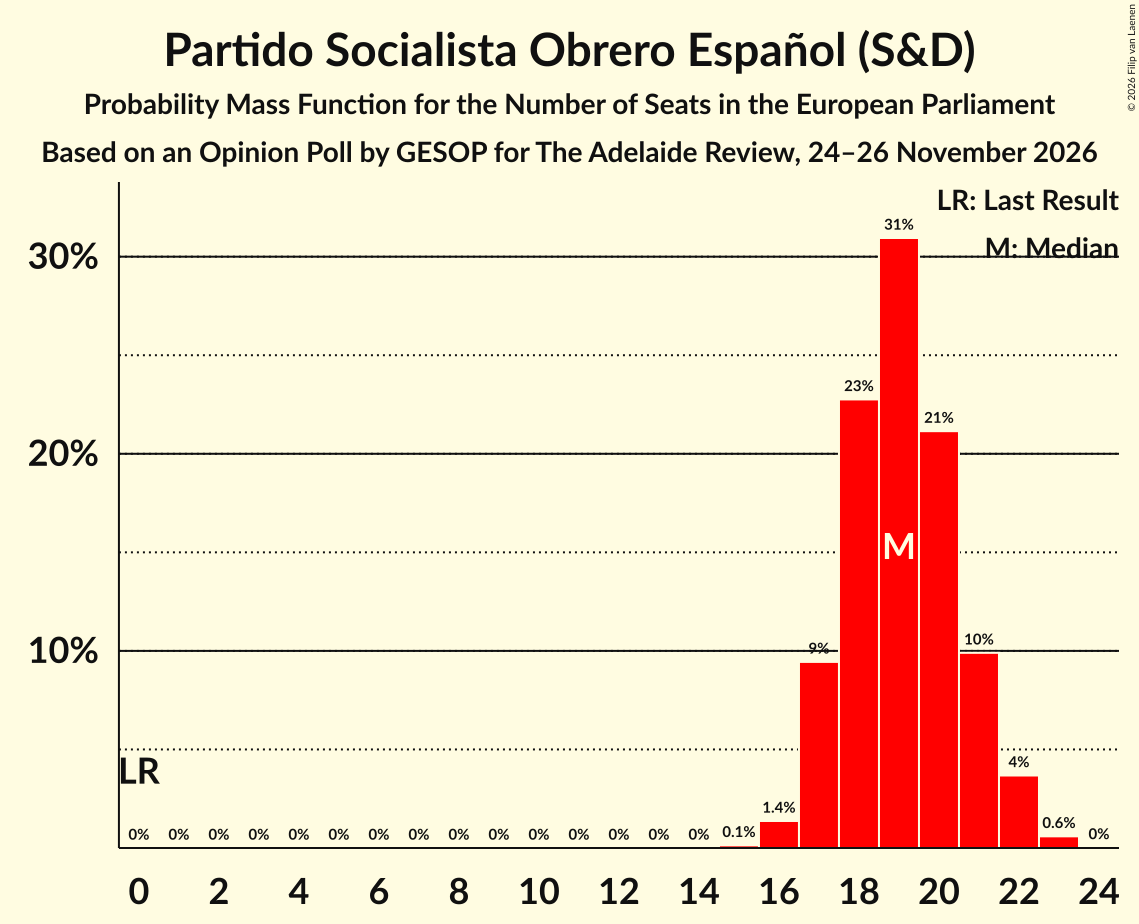 Partido Socialista Obrero Español (S&D)
Probability Mass Function for the Number of Seats in the European Parliament
Based on an Opinion Poll by GESOP for The Adelaide Review, 24–26 November 2026
© 2026 Filip van Laenen
LR: Last Result
M: Median
30%
20%
10%
31%
23%
21%
M
9%
10%
LR
4%
1.4%
0.6%
0.1%
0% 0% 0% 0% 0% 0% 0% 0% 0% 0% 0% 0% 0% 0% 0% 0%
0 2 4 6 8 10 12 14 16 18 20 22 24